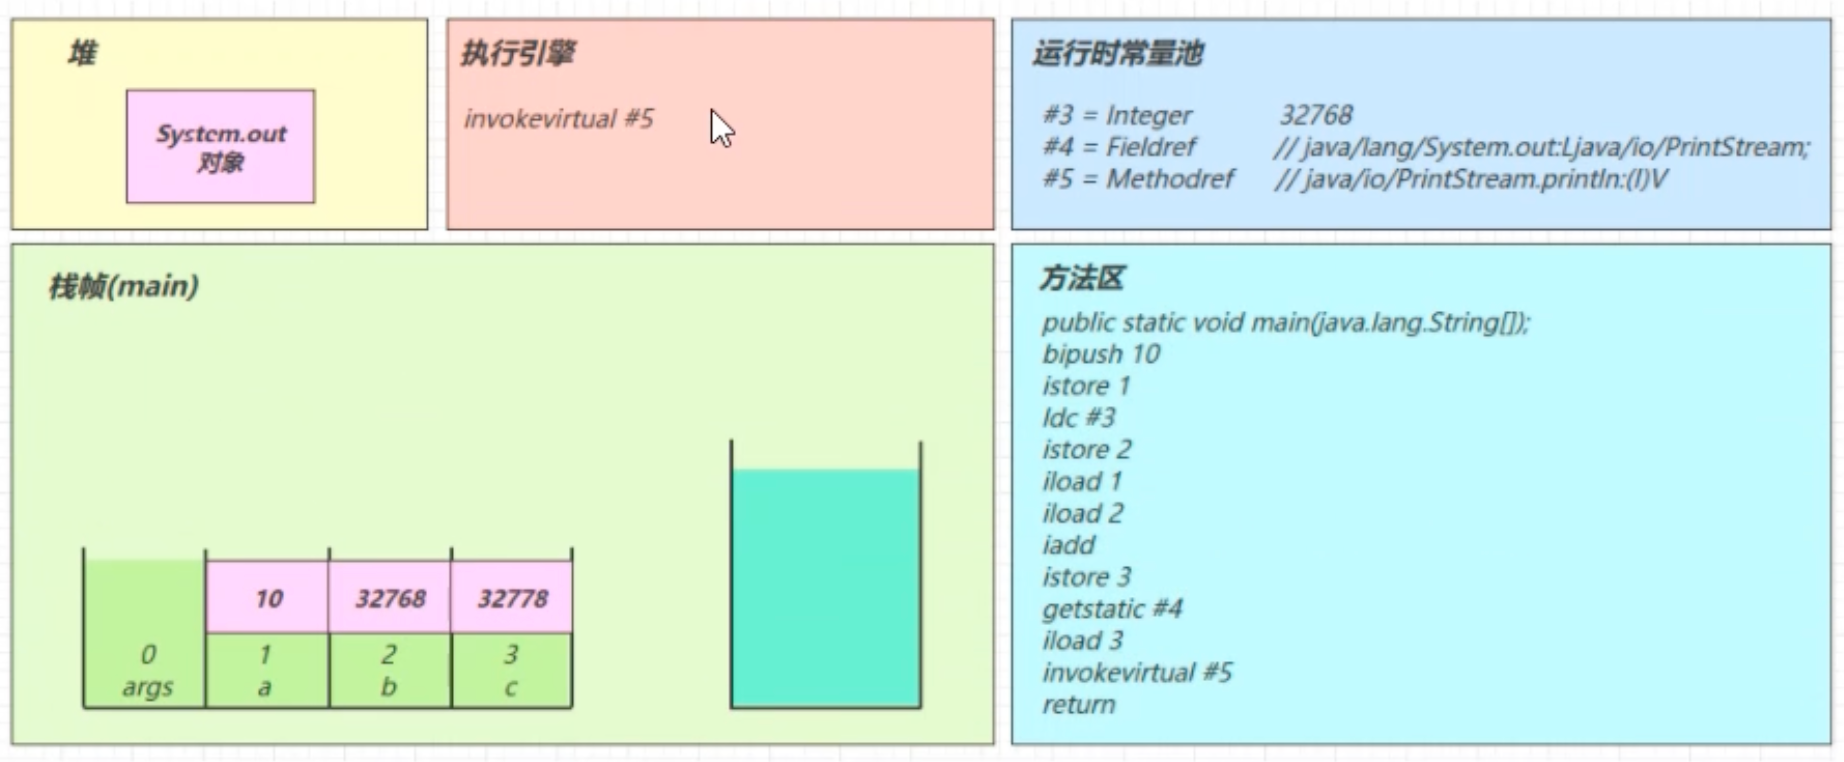 堆
System.out
对象
执行引擎
invokevirtual #5
运行时常量池
#3 = Integer 32768
#4 = Fieldref // java/lang/System.out:Ljava/io/PrintStream;
#5 = Methodref // java/io/PrintStream.println:(I)V
栈帧(main)
10 32768 32778
0 1 2 3
args a b c
方法区
public static void main(java.lang.String[]);
bipush 10
istore 1
ldc #3
istore 2
iload 1
iload 2
iadd
istore 3
getstatic #4
iload 3
invokevirtual #5
return